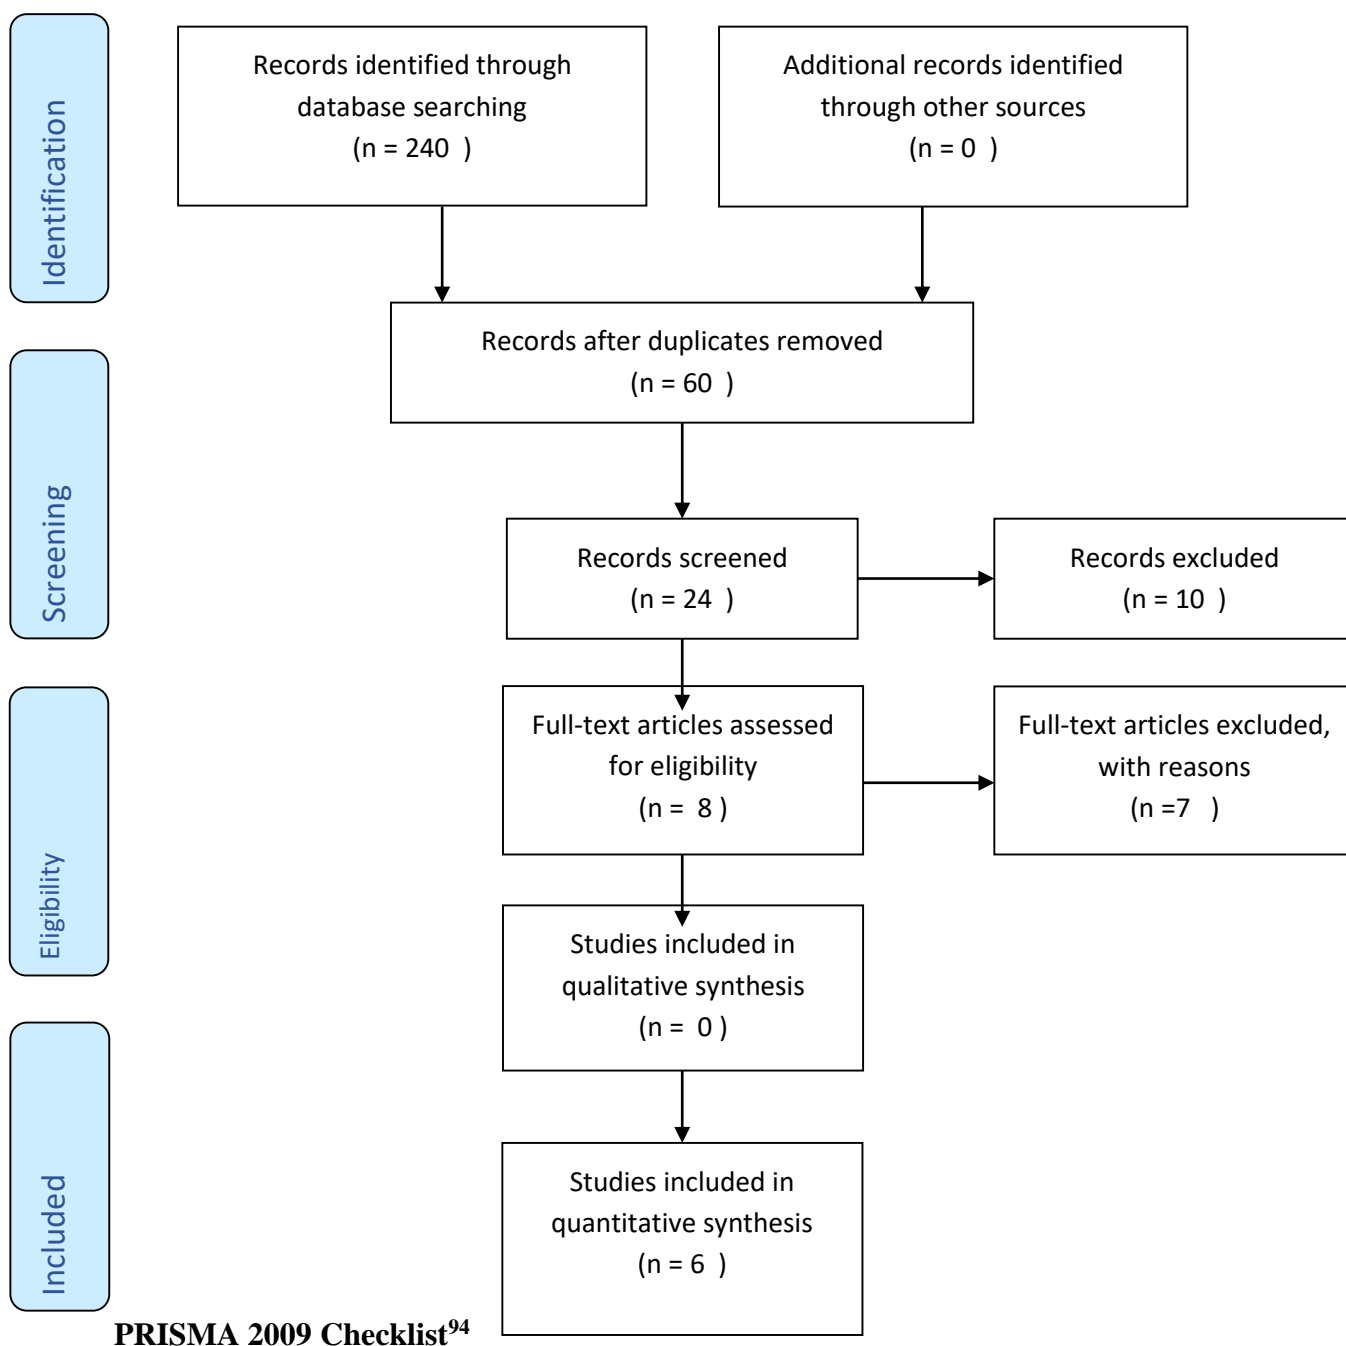 Identification
Records identified through
database searching
(n = 240 )
Additional records identified
through other sources
(n = 0 )
Records after duplicates removed
(n = 60 )
Screening
Records screened
(n = 24 )
Records excluded
(n = 10 )
Eligibility
Full-text articles assessed
for eligibility
(n = 8 )
Full-text articles excluded,
with reasons
(n =7 )
Studies included in
qualitative synthesis
(n = 0 )
Included
Studies included in
quantitative synthesis
(n = 6 )
PRISMA 2009 Checklist94